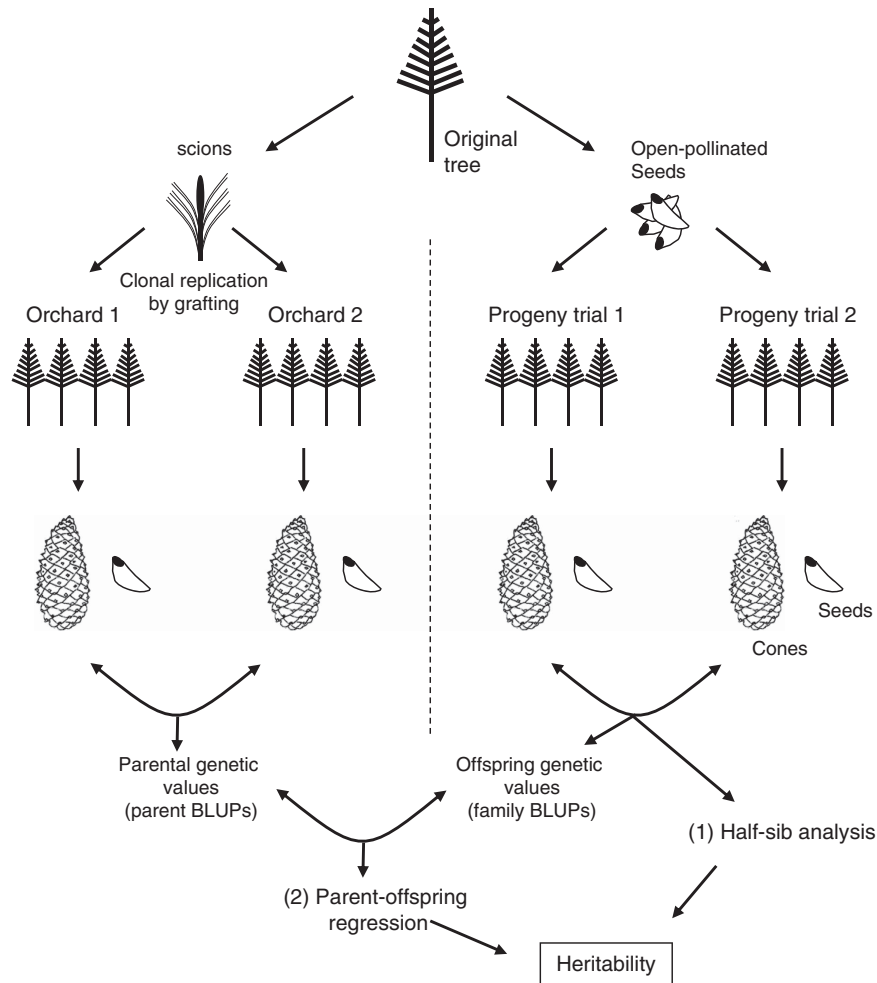 Original
tree
scions
Open-pollinated
Seeds
Clonal replication
by grafting
Orchard 1
Orchard 2
Progeny trial 1
Progeny trial 2
Seeds
Cones
Parental genetic
values
(parent BLUPs)
Offspring genetic
values
(family BLUPs)
(1) Half-sib analysis
(2) Parent-offspring
regression
Heritability